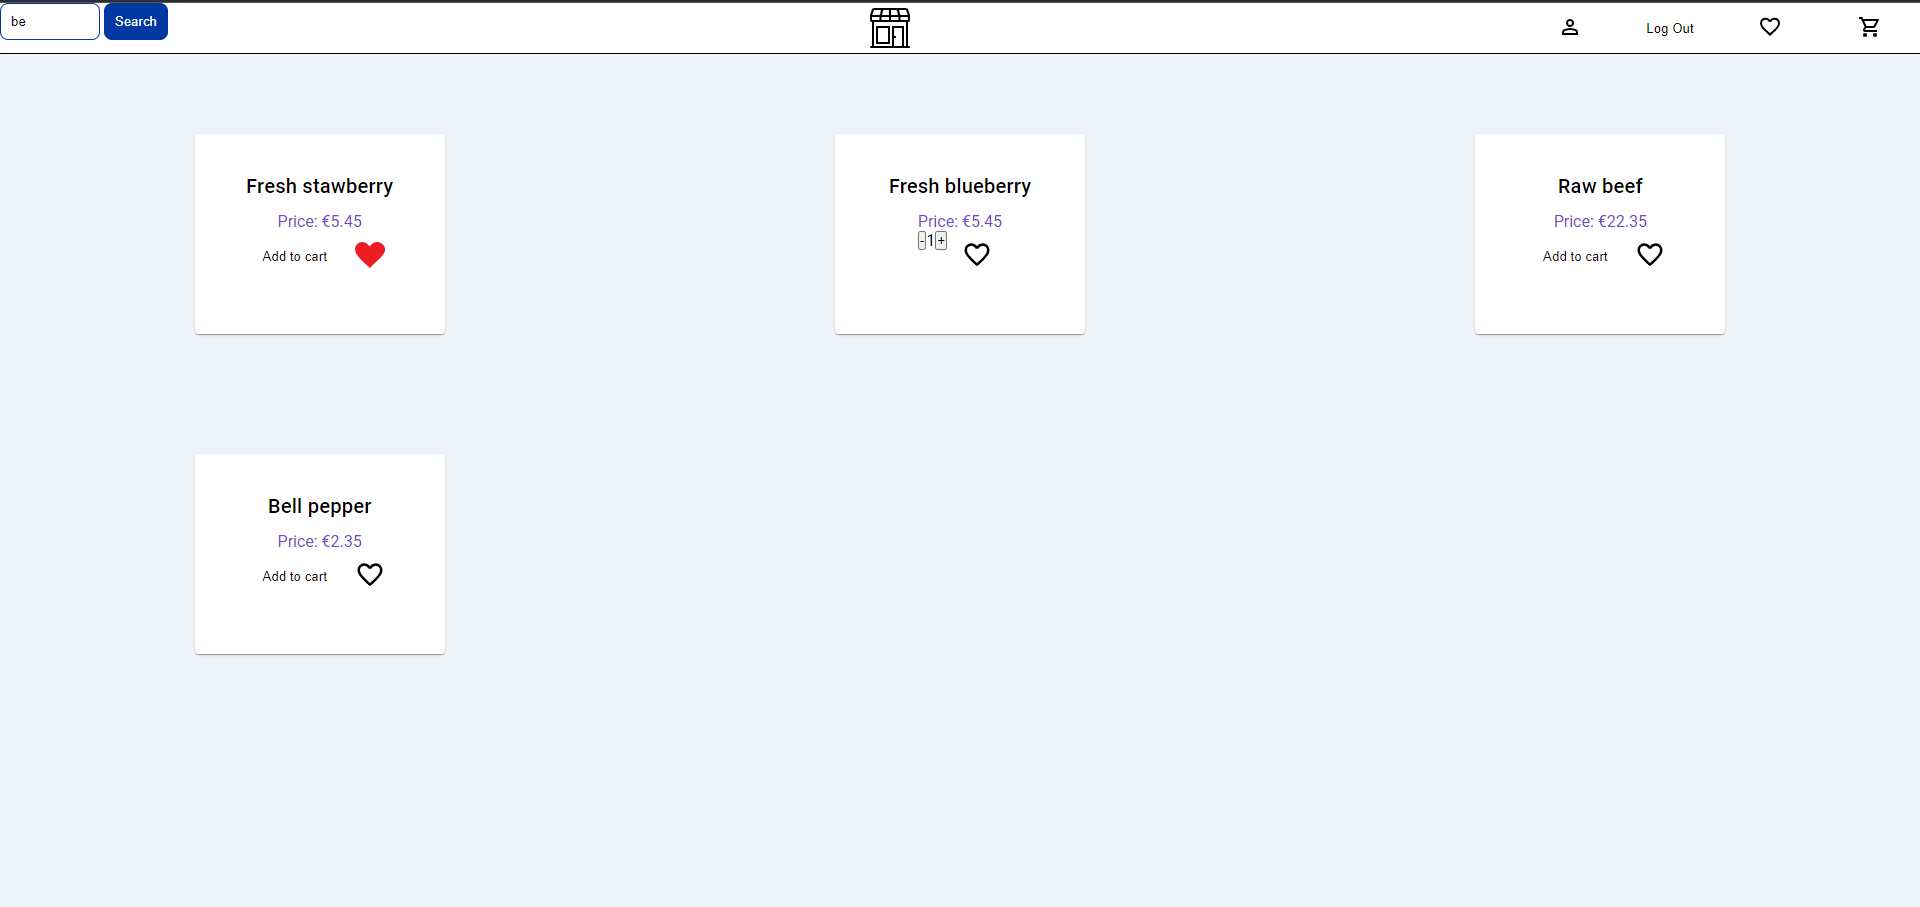 be
Search
Log Out
Fresh stawberry
Price: €5.45
Add to cart
Fresh blueberry
Price: €5.45
-1+
Raw beef
Price: €22.35
Add to cart
Bell pepper
Price: €2.35
Add to cart